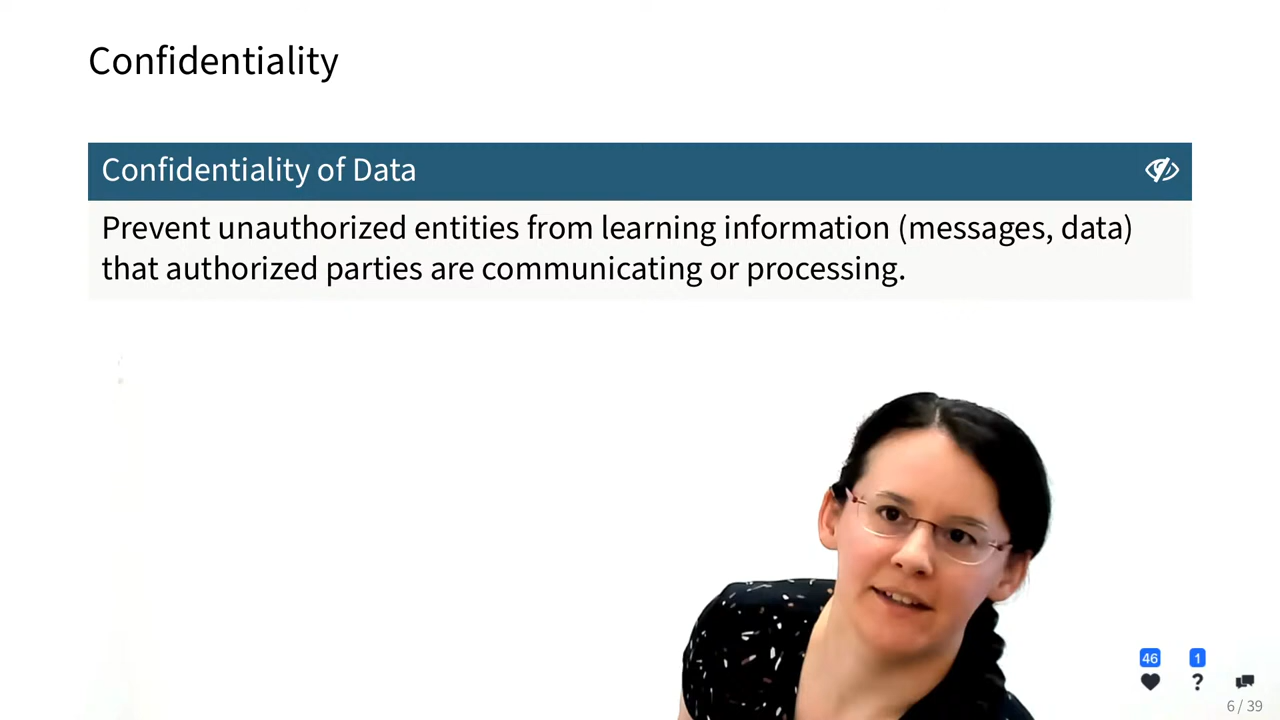 Confidentiality
Confidentiality of Data
Prevent unauthorized entities from learning information (messages, data)
that authorized parties are communicating or processing.
46 1
?
6 / 39